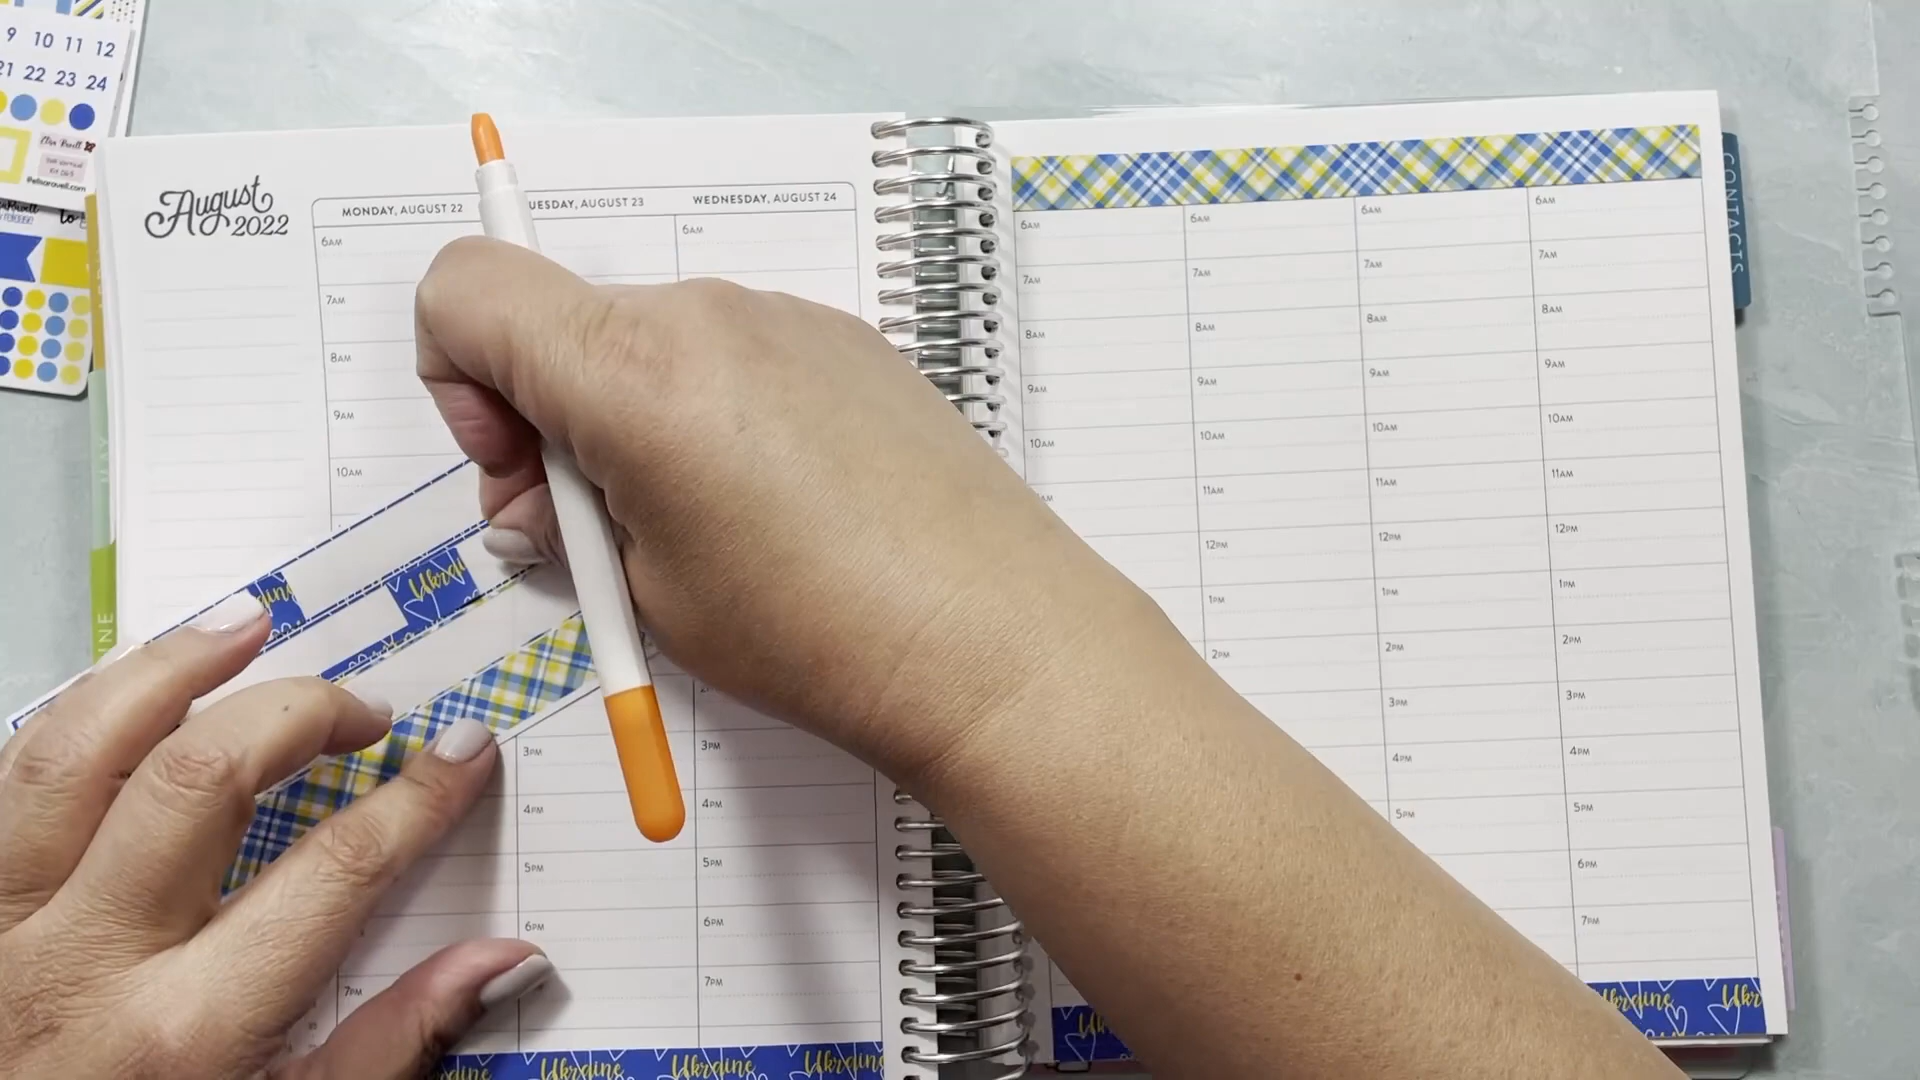 9 10 11 12
21 22 23 24
Elisa Ravell
August
2022
MONDAY, AUGUST 22
WEDNESDAY, AUGUST 24
AUGUST 23
6AM
7AM
8AM
9AM
10AM
7PM
3PM
4PM
5PM
6PM
6AM
3PM
4PM
5PM
6PM
7PM
6AM
7AM
8AM
9AM
10AM
6AM
7AM
8AM
9AM
10AM
11AM
12PM
1PM
2PM
6AM
7AM
8AM
9AM
10AM
11AM
12PM
1PM
2PM
3PM
4PM
5PM
6AM
7AM
8AM
9AM
10AM
11AM
12PM
1PM
2PM
3PM
4PM
5PM
6PM
7PM
CONTACTS
MAY
Ukraine
Ukraine
Ukraine
Ukraine